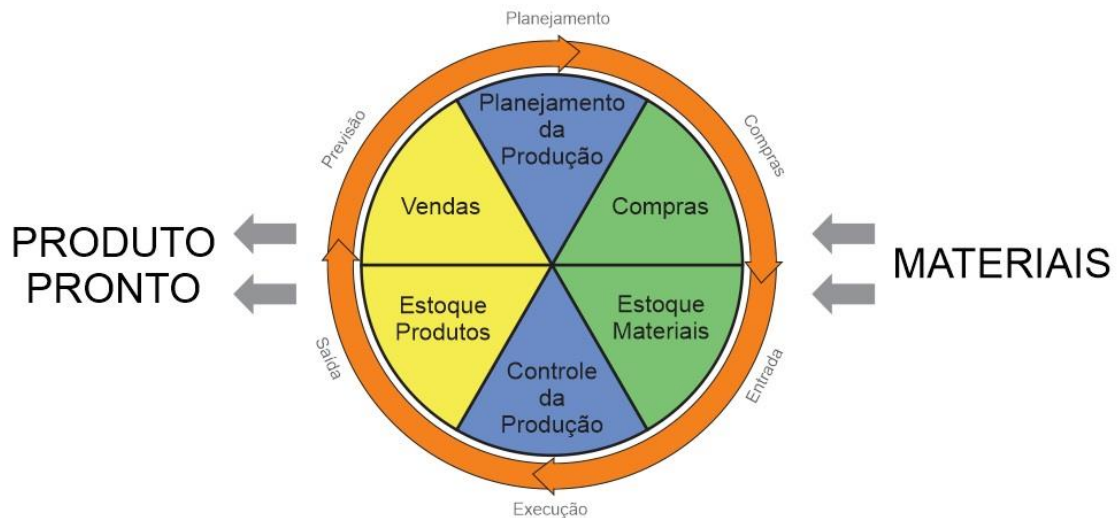 Planejamento
Previsão
Compras
Planejamento
da
Produção
Vendas
Compras
PRODUTO
PRONTO
MATERIAIS
Estoque
Produtos
Estoque
Materiais
Controle
da
Produção
Saída
Entrada
Execução